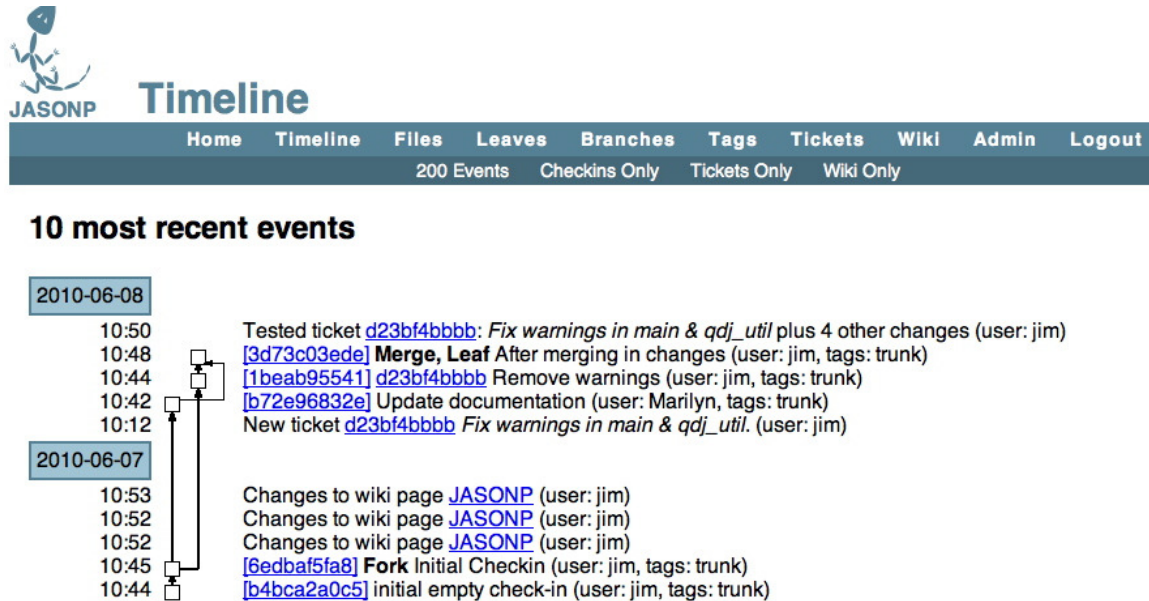 JASONP
Timeline
Home Timeline Files Leaves Branches Tags Tickets Wiki Admin Logout
200 Events Checkins Only Tickets Only Wiki Only
10 most recent events
2010-06-08
10:50 Tested ticket d23bf4bbbb: Fix warnings in main & qdj_util plus 4 other changes (user: jim)
10:48 [3d73c03ede] Merge, Leaf After merging in changes (user: jim, tags: trunk)
10:44 [1beab95541] d23bf4bbbb Remove warnings (user: jim, tags: trunk)
10:42 [b72e96832e] Update documentation (user: Marilyn, tags: trunk)
10:12 New ticket d23bf4bbbb Fix warnings in main & qdj_util. (user: jim)
2010-06-07
10:53 Changes to wiki page JASONP (user: jim)
10:52 Changes to wiki page JASONP (user: jim)
10:52 Changes to wiki page JASONP (user: jim)
10:45 [6edbaf5fa8] Fork Initial Checkin (user: jim, tags: trunk)
10:44 [b4bca2a0c5] initial empty check-in (user: jim, tags: trunk)